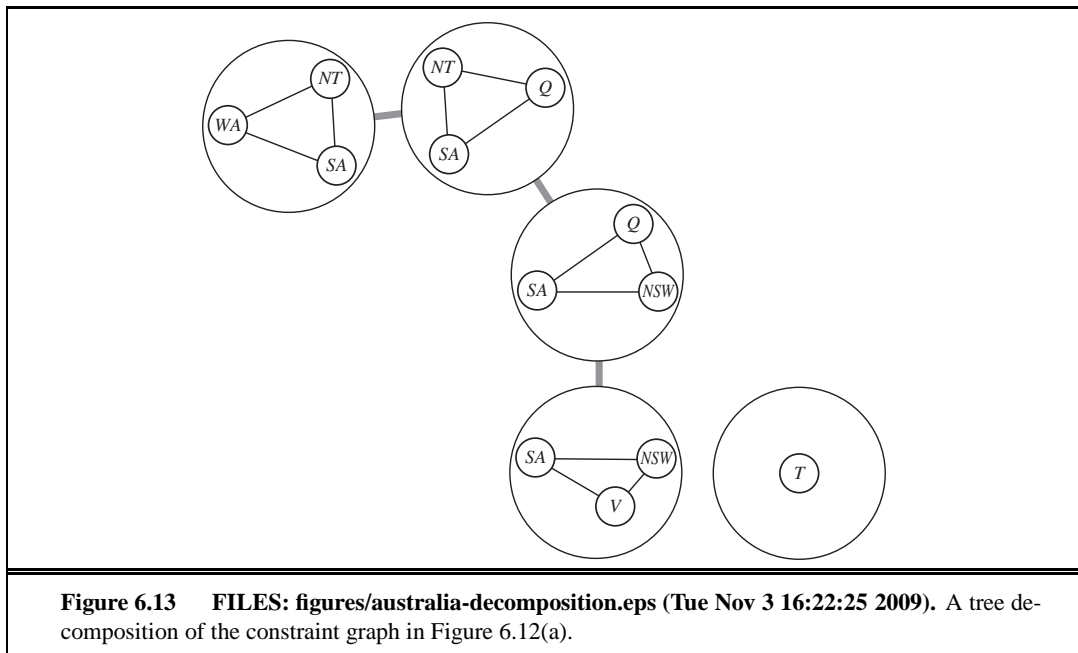 NT
WA
SA
NT
Q
SA
Q
SA
NSW
SA
NSW
V
T
Figure 6.13 FILES: figures/australia-decomposition.eps (Tue Nov 3 16:22:25 2009). A tree de-
composition of the constraint graph in Figure 6.12(a).